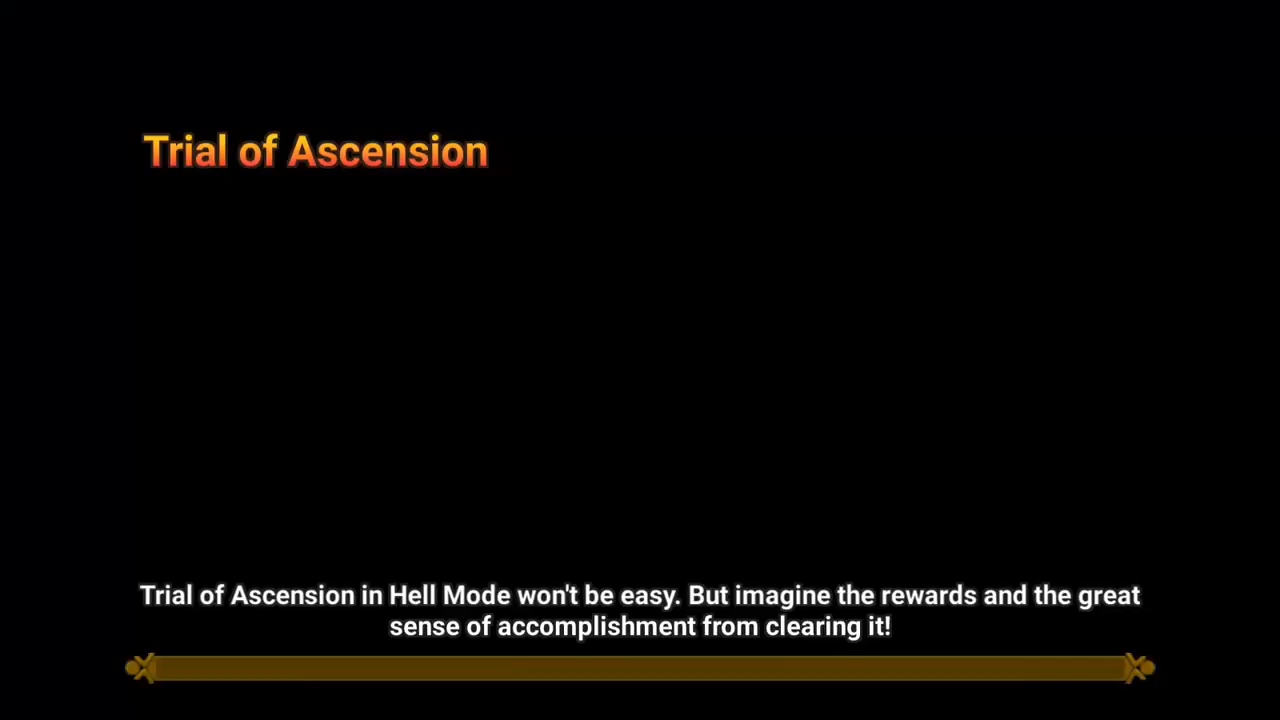 Trial of Ascension
Trial of Ascension in Hell Mode won't be easy. But imagine the rewards and the great
sense of accomplishment from clearing it!